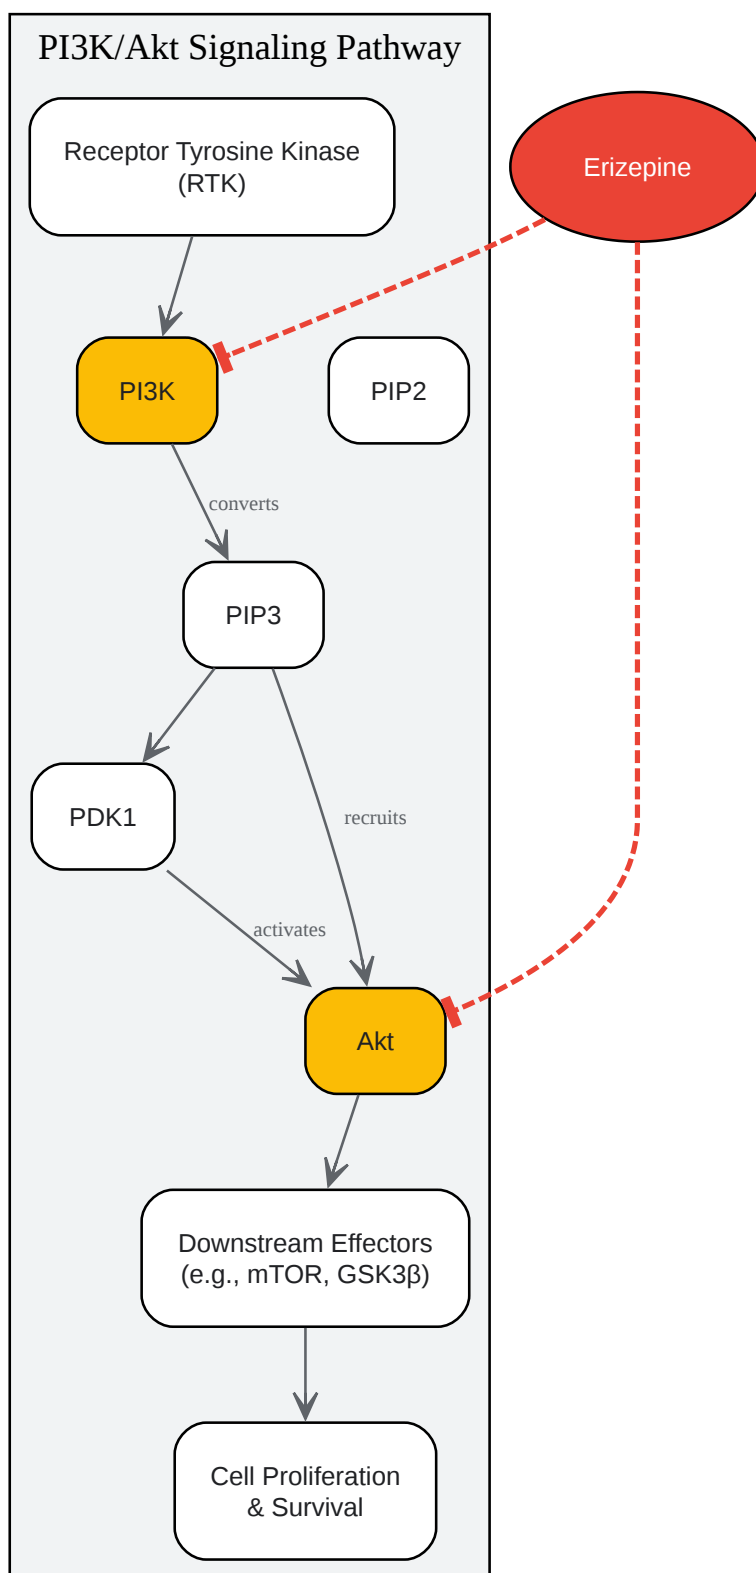 PI3K/Akt Signaling Pathway
Receptor Tyrosine Kinase
(RTK)
Erizepine
PI3K
PIP2
converts
PIP3
PDK1
recruits
activates
Akt
Downstream Effectors
(e.g., mTOR, GSK3β)
Cell Proliferation
& Survival